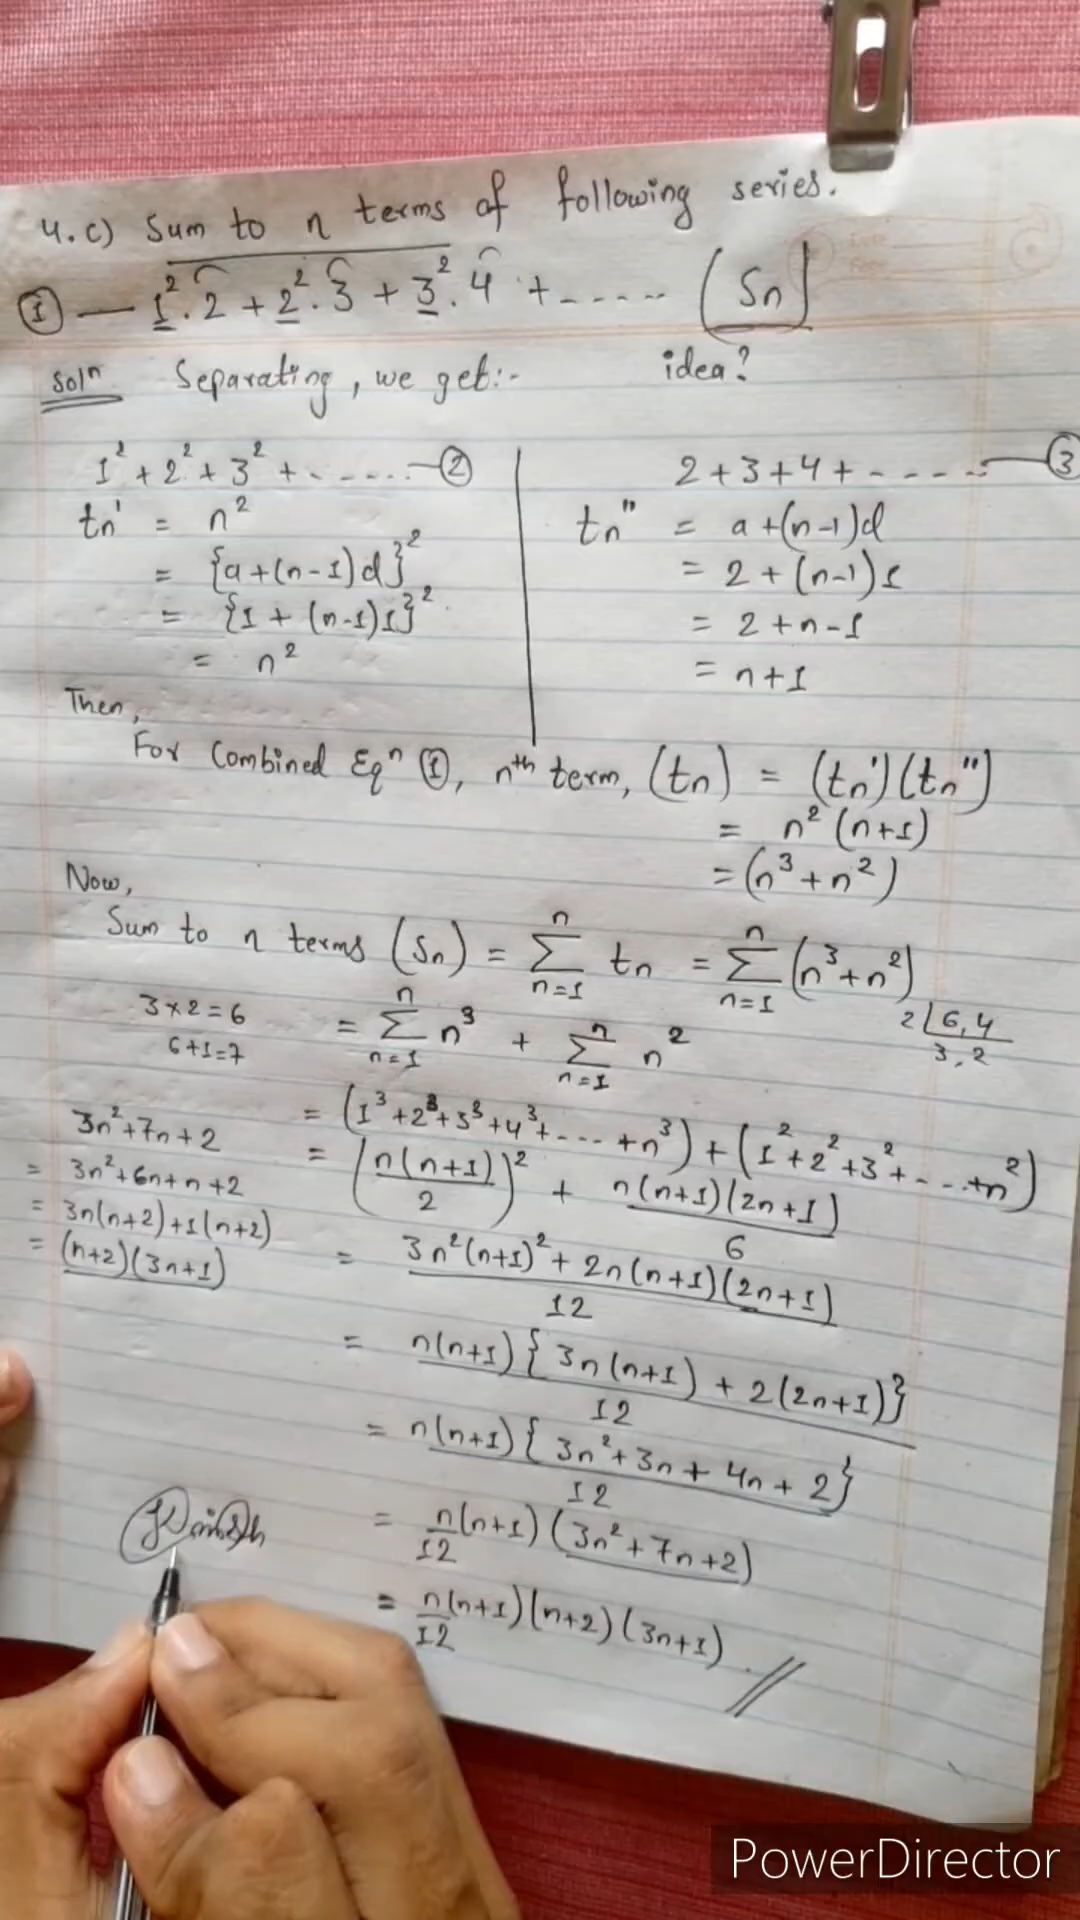 4.c) Sum to n terms of following series.
① — 1².2 + 2².3 + 3².4 + ------ (Sn)
Solⁿ Separating, we get:- idea?
1² + 2² + 3² + ------ —②
tn' = n²
= {a+(n-1)d}²
= {1 + (n-1)1}²
= n²
2+3+4+ ------ —③
tn" = a+(n-1)d
= 2 + (n-1)1
= 2+n-1
= n+1
Then,
For Combined Eqⁿ ①, nth term, (tn) = (tn')(tn")
= n² (n+1)
= (n³+n²)
Now,
Sum to n terms (Sn) = ∑ₙ₌₁ⁿ tn = ∑ₙ₌₁ⁿ (n³+n²)
= ∑ₙ₌₁ⁿ n³ + ∑ₙ₌₁ⁿ n²
3×2=6
6+1=7
2|6,4
3,2
= (1³+2³+3³+4³+----+n³) + (1²+2²+3²+----+n²)
= (n(n+1)/2)² + n(n+1)(2n+1)/6
= 3n²(n+1)² + 2n(n+1)(2n+1)/12
= n(n+1){3n(n+1) + 2(2n+1)}/12
= n(n+1){3n²+3n+4n+2}/12
= n/12 (n+1) (3n²+7n+2)
= n/12 (n+1)(n+2)(3n+1)
3n²+7n+2
= 3n²+6n+n+2
= 3n(n+2)+1(n+2)
= (n+2)(3n+1)
PowerDirector